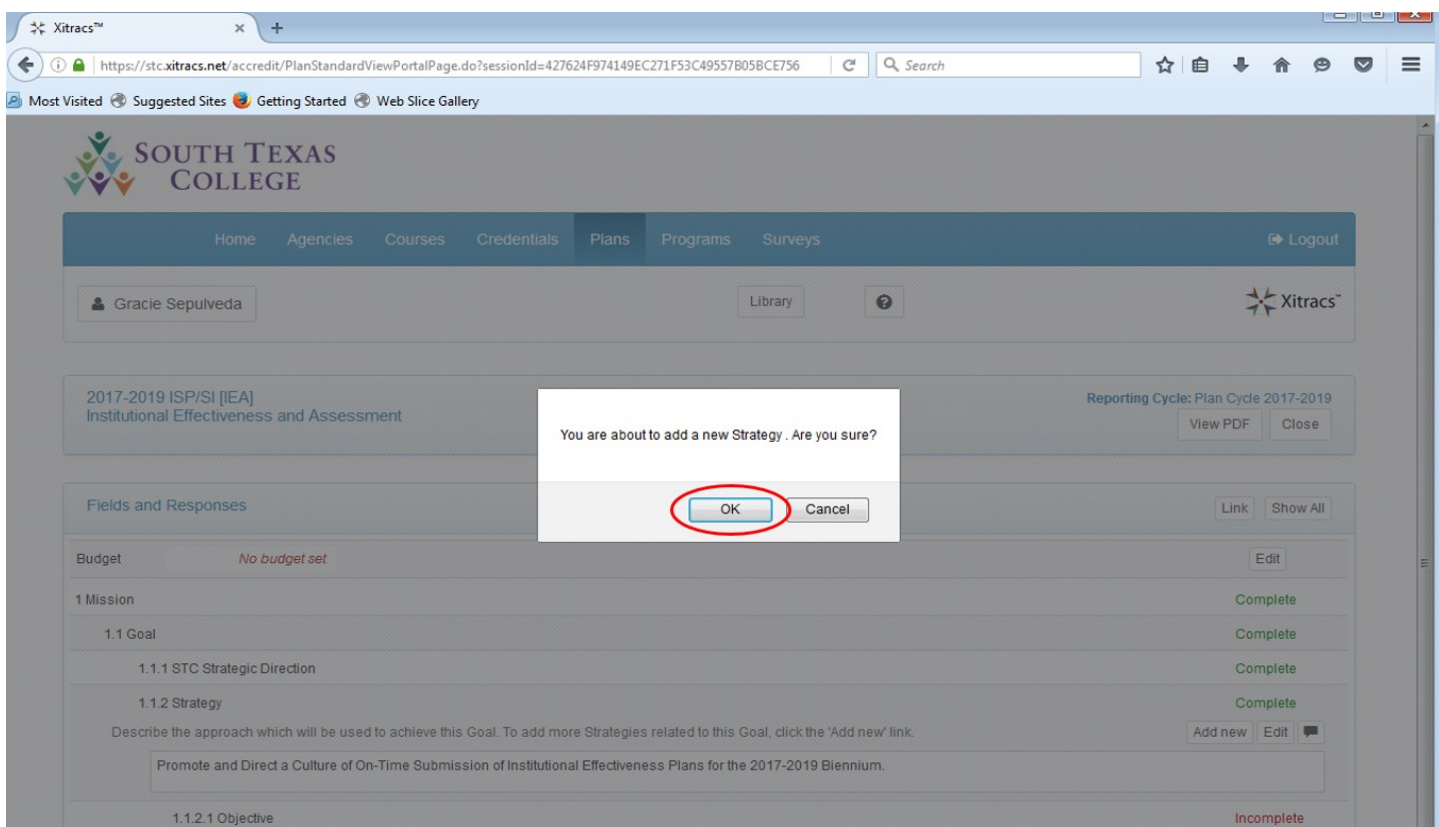 Xitracs™
https://stc.xitracs.net/accredit/PlanStandardViewPortalPage.do?sessionId=427624F974149EC271F53C49557B05BCE756
Search
Most Visited Suggested Sites Getting Started Web Slice Gallery
SOUTH TEXAS
COLLEGE
Home Agencies Courses Credentials Plans Programs Surveys Logout
Gracie Sepulveda Library Xitracs™
2017-2019 ISP/SI [IEA] Reporting Cycle: Plan Cycle 2017-2019
Institutional Effectiveness and Assessment View PDF Close
You are about to add a new Strategy . Are you sure?
OK Cancel
Fields and Responses Link Show All
Budget No budget set Edit
1 Mission Complete
1.1 Goal Complete
1.1.1 STC Strategic Direction Complete
1.1.2 Strategy Complete
Describe the approach which will be used to achieve this Goal. To add more Strategies related to this Goal, click the 'Add new' link. Add new Edit
Promote and Direct a Culture of On-Time Submission of Institutional Effectiveness Plans for the 2017-2019 Biennium.
1.1.2.1 Objective Incomplete